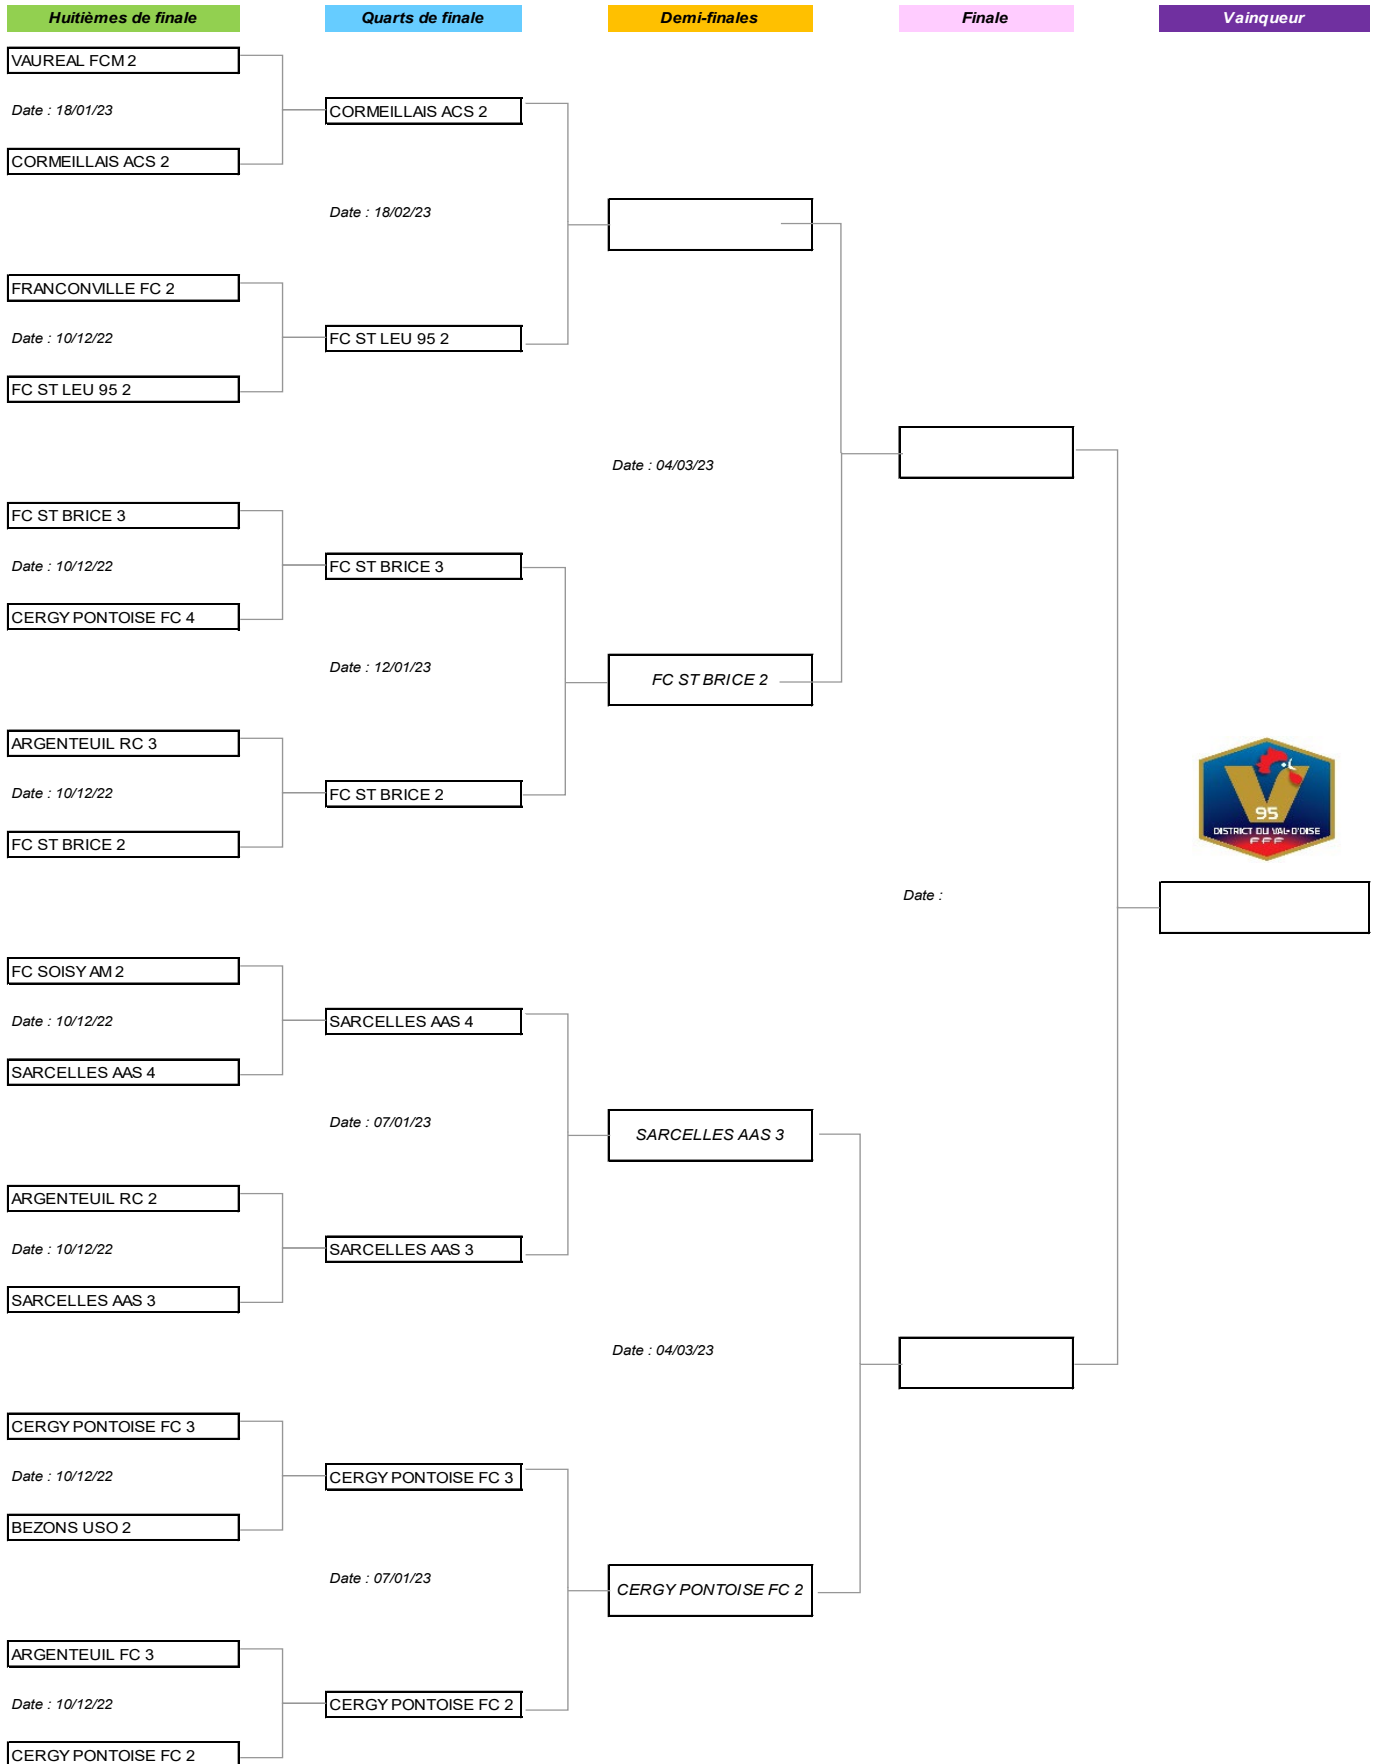 Huitièmes de finale
Quarts de finale
Demi-finales
Finale
Vainqueur
VAUREAL FCM 2
Date : 18/01/23
CORMEILLAIS ACS 2
CORMEILLAIS ACS 2
Date : 18/02/23
FRANCONVILLE FC 2
Date : 10/12/22
FC ST LEU 95 2
FC ST LEU 95 2
Date : 04/03/23
FC ST BRICE 3
Date : 10/12/22
FC ST BRICE 3
CERGY PONTOISE FC 4
Date : 12/01/23
FC ST BRICE 2
ARGENTEUIL RC 3
Date : 10/12/22
FC ST BRICE 2
FC ST BRICE 2
95
DISTRICT DU VAL-D'OISE
FFF
Date :
FC SOISY AM 2
Date : 10/12/22
SARCELLES AAS 4
SARCELLES AAS 4
Date : 07/01/23
SARCELLES AAS 3
ARGENTEUIL RC 2
Date : 10/12/22
SARCELLES AAS 3
SARCELLES AAS 3
Date : 04/03/23
CERGY PONTOISE FC 3
Date : 10/12/22
CERGY PONTOISE FC 3
BEZONS USO 2
Date : 07/01/23
CERGY PONTOISE FC 2
ARGENTEUIL FC 3
Date : 10/12/22
CERGY PONTOISE FC 2
CERGY PONTOISE FC 2